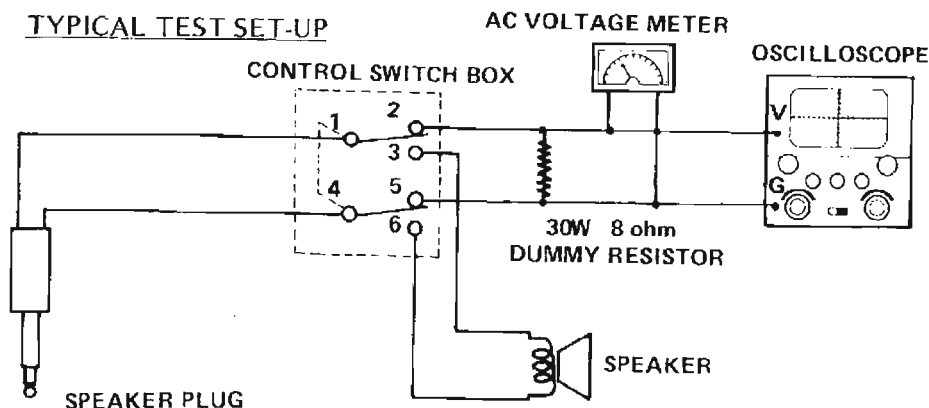 TYPICAL TEST SET-UP
AC VOLTAGE METER
OSCILLOSCOPE
CONTROL SWITCH BOX
1
2
3
4
5
6
V
G
30W 8 ohm
DUMMY RESISTOR
SPEAKER
SPEAKER PLUG